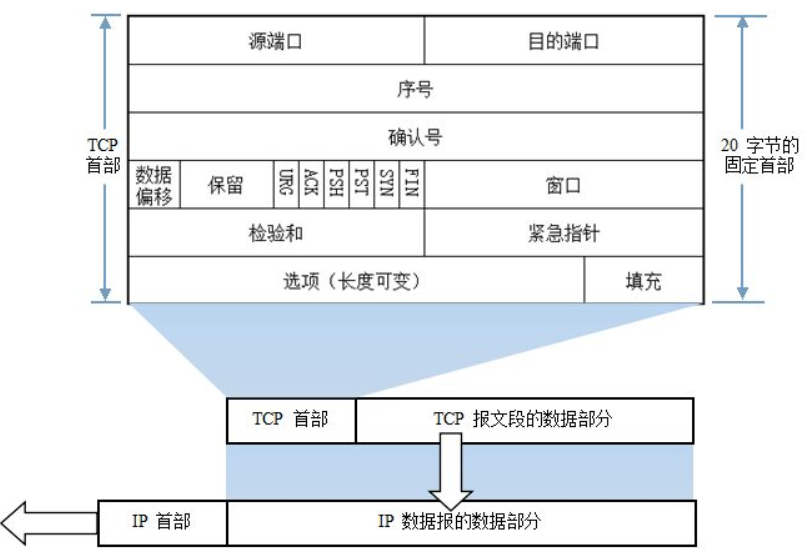 源端口 目的端口
序号
TCP
首部
确认号
20 字节的
固定首部
数据
偏移
保留 URG ACK PSH PST SYN FIN 窗口
检验和 紧急指针
选项（长度可变） 填充
TCP 首部 TCP 报文段的数据部分
IP 首部 IP 数据报的数据部分